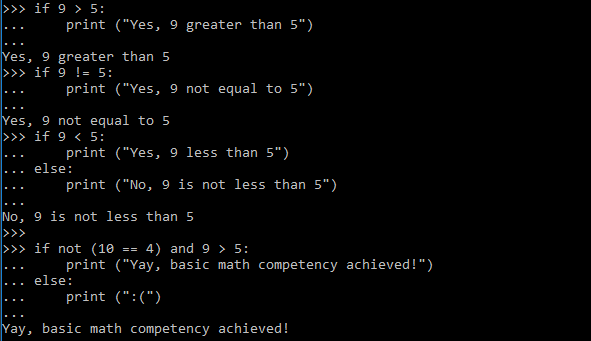 >>> if 9 > 5:
...     print ("Yes, 9 greater than 5")
...
Yes, 9 greater than 5
>>> if 9 != 5:
...     print ("Yes, 9 not equal to 5")
...
Yes, 9 not equal to 5
>>> if 9 < 5:
...     print ("Yes, 9 less than 5")
... else:
...     print ("No, 9 is not less than 5")
...
No, 9 is not less than 5
>>>
>>> if not (10 == 4) and 9 > 5:
...     print ("Yay, basic math competency achieved!")
... else:
...     print (":(")
...
Yay, basic math competency achieved!